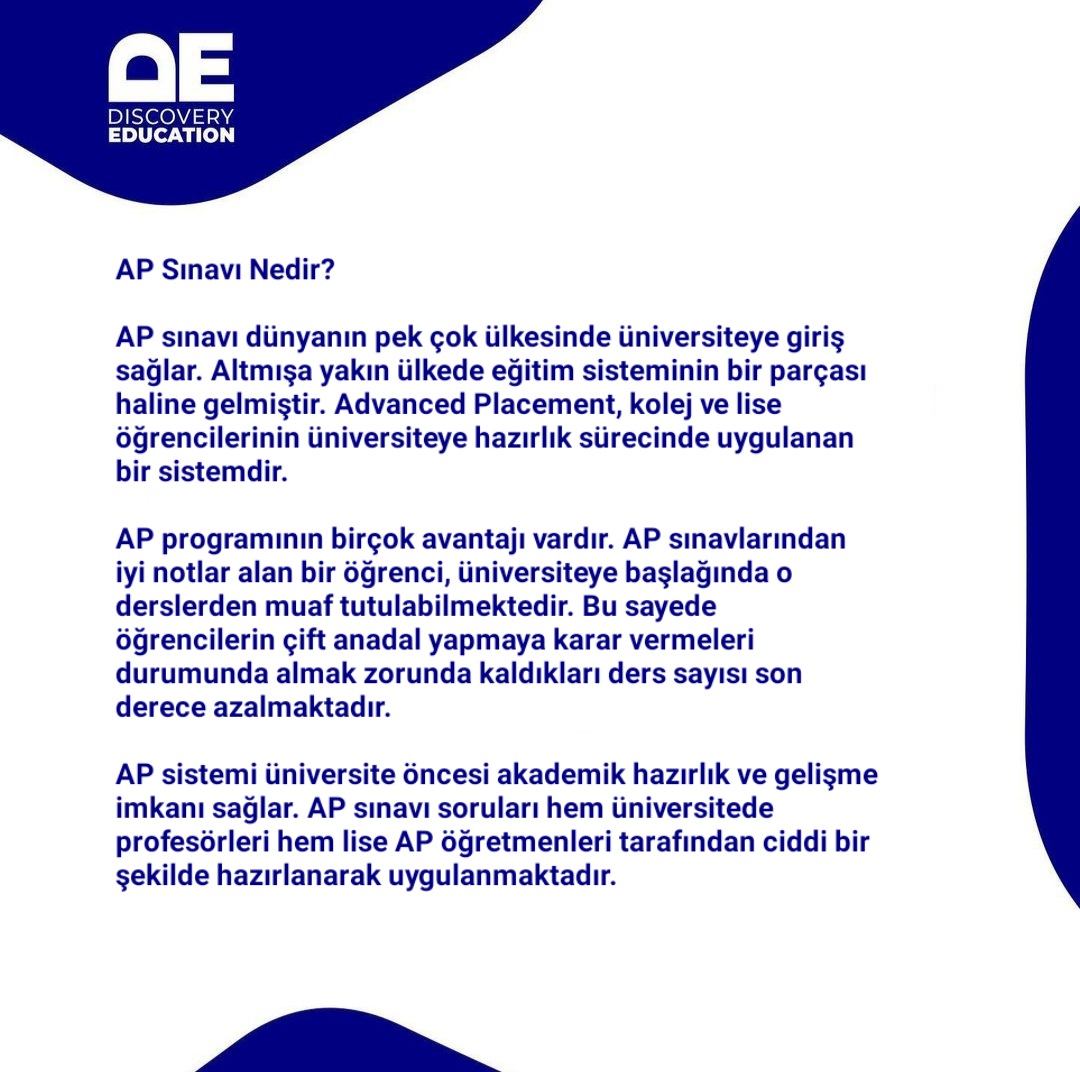 DE
DISCOVERY
EDUCATION
AP Sınavı Nedir?
AP sınavı dünyanın pek çok ülkesinde üniversiteye giriş
sağlar. Altmışa yakın ülkede eğitim sisteminin bir parçası
haline gelmiştir. Advanced Placement, kolej ve lise
öğrencilerinin üniversiteye hazırlık sürecinde uygulanan
bir sistemdir.
AP programının birçok avantajı vardır. AP sınavlarından
iyi notlar alan bir öğrenci, üniversiteye başlağında o
derslerden muaf tutulabilmektedir. Bu sayede
öğrencilerin çift anadal yapmaya karar vermeleri
durumunda almak zorunda kaldıkları ders sayısı son
derece azalmaktadır.
AP sistemi üniversite öncesi akademik hazırlık ve gelişme
imkanı sağlar. AP sınavı soruları hem üniversitede
profesörleri hem lise AP öğretmenleri tarafından ciddi bir
şekilde hazırlanarak uygulanmaktadır.